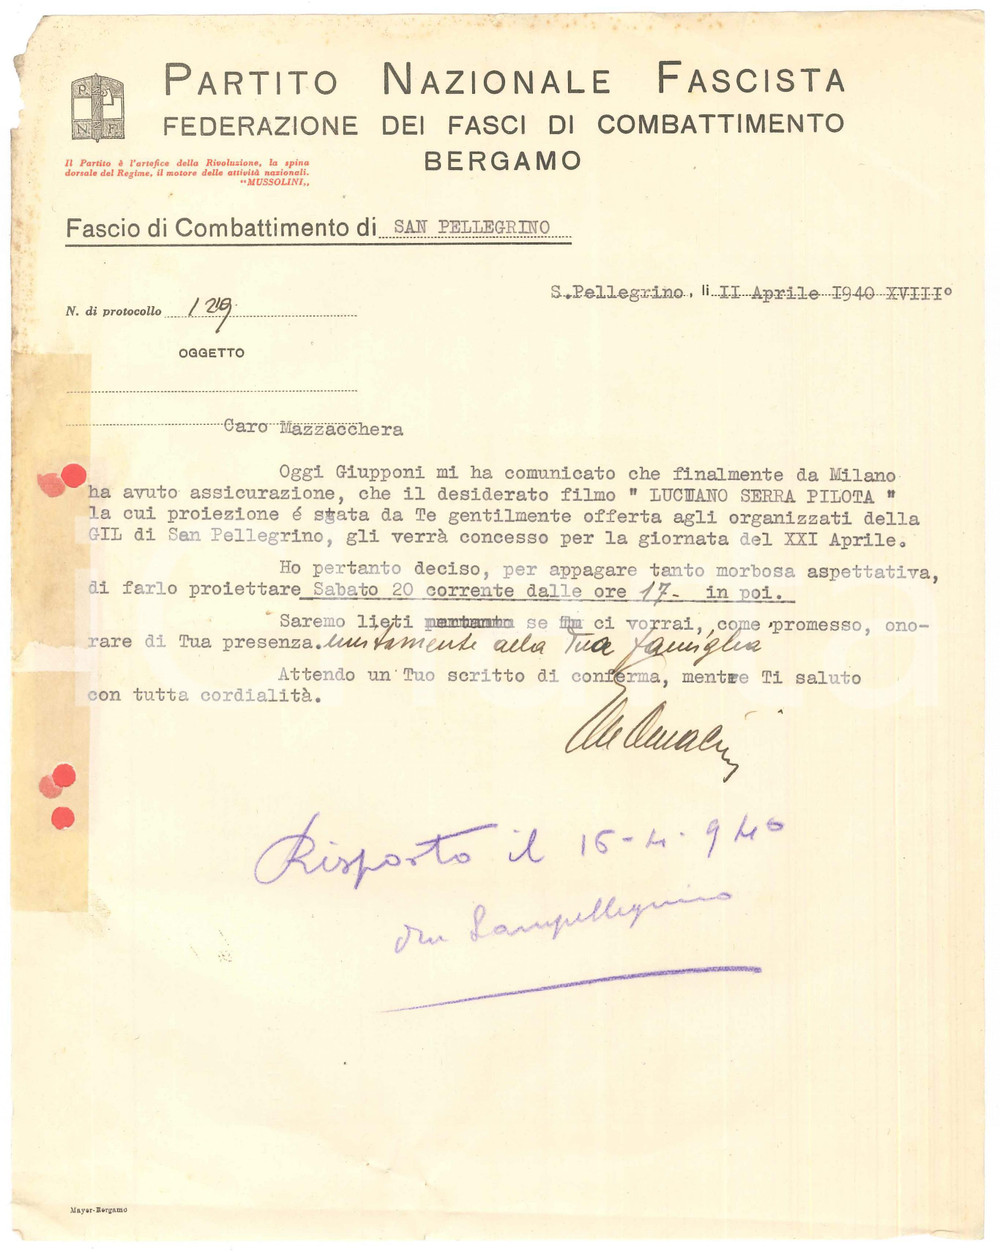 PARTITO NAZIONALE FASCISTA
FEDERAZIONE DEI FASCI DI COMBATTIMENTO
BERGAMO
P. N. F.
Il Partito è l'artefice della Rivoluzione, la spina
dorsale del Regime, il motore delle attività nazionali.
"MUSSOLINI„
Fascio di Combattimento di SAN PELLEGRINO
S.Pellegrino, li II Aprile I940 XVIII°
N. di protocollo 129
OGGETTO
Caro Mazzacchera
Oggi Giupponi mi ha comunicato che finalmente da Milano
ha avuto assicurazione, che il desiderato filmo " LUCIANO SERRA PILOTA "
la cui proiezione é stata da Te gentilmente offerta agli organizzati della
GIL di San Pellegrino, gli verrà concesso per la giornata del XXI Aprile.
Ho pertanto deciso, per appagare tanto morbosa aspettativa,
di farlo proiettare Sabato 20 corrente dalle ore 17- in poi.
Saremo lieti pertanto se Tu ci vorrai, come promesso, ono-
rare di Tua presenza. unitamente alla Tua famiglia
Attendo un Tuo scritto di conferma, mentre Ti saluto
con tutta cordialità.
Risposto il 16-4-940
Sanpellegrino
Mayer-Bergamo